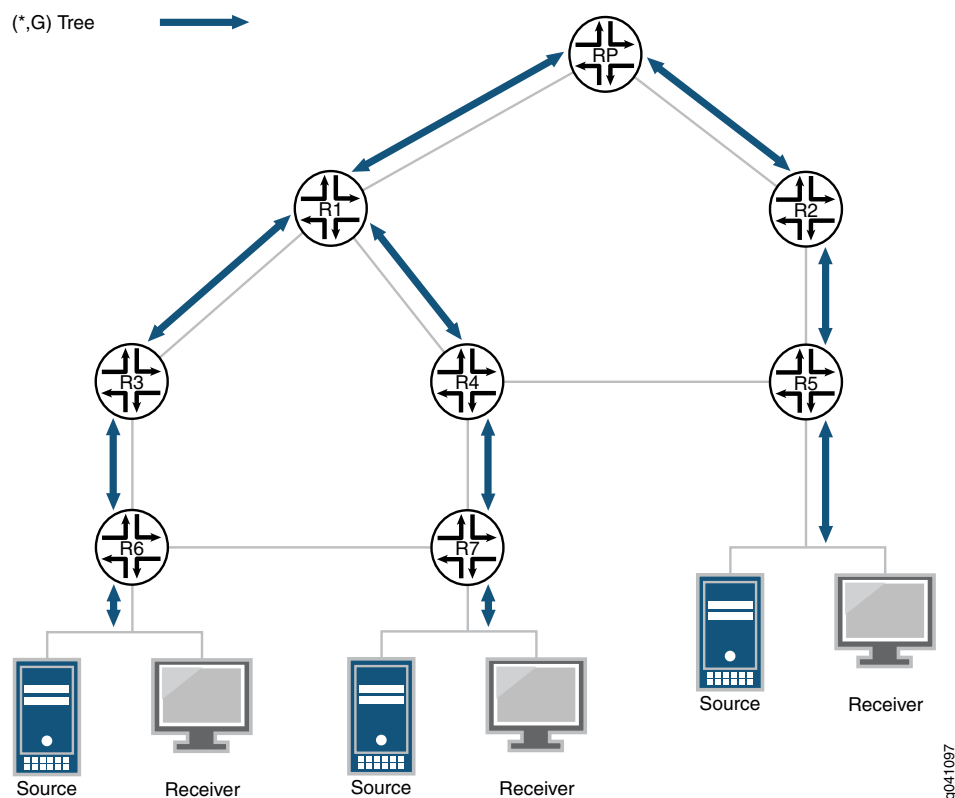 (*,G) Tree
RP
R1
R2
R3
R4
R5
R6
R7
Source
Receiver
Source
Receiver
Source
Receiver
g041097